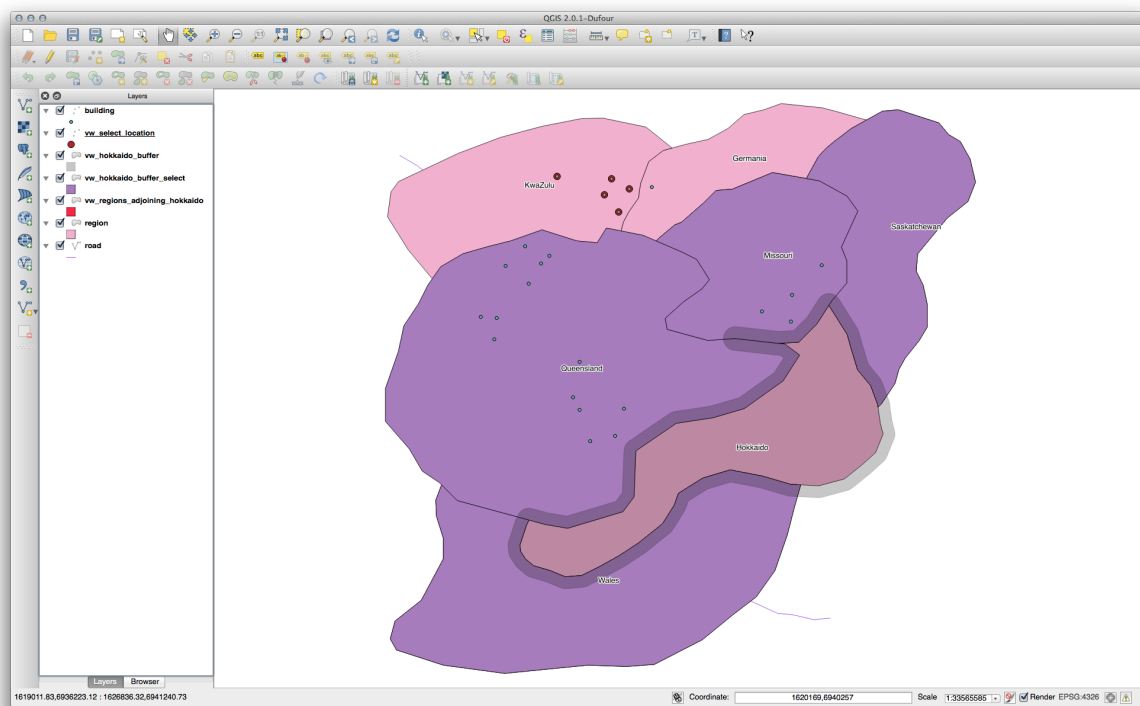 QGIS 2.0.1-Dufour
Layers
building
vw_select_location
vw_hokkaido_buffer
vw_hokkaido_buffer_select
vw_regions_adjoining_hokkaido
region
road
Germania
KwaZulu
Saskatchewan
Missouri
Queensland
Hokkaido
Wales
Layers
Browser
1619011.83,6936223.12 : 1626836.32,6941240.73
Coordinate:
1620169,6940257
Scale
1:33565585
Render
EPSG:4326